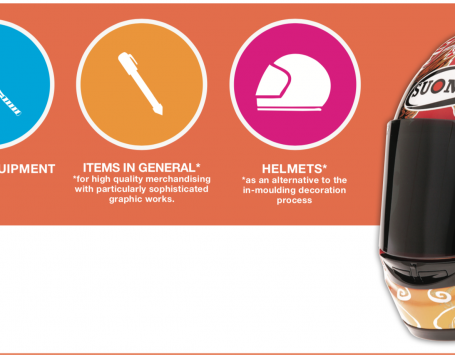 UIPMENT
ITEMS IN GENERAL*
*for high quality merchandising
with particularly sophisticated
graphic works.
HELMETS*
*as an alternative to the
in-moulding decoration
process
SUOM